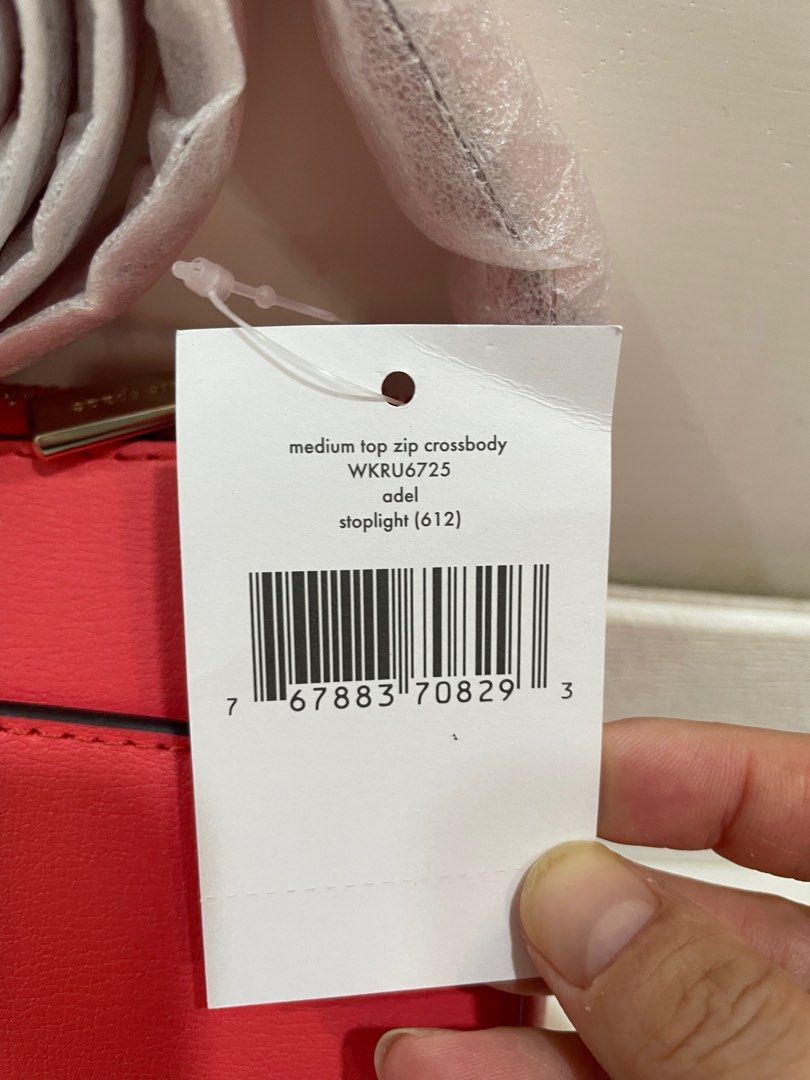 medium top zip crossbody
WKRU6725
adel
stoplight (612)
7 67883 70829 3